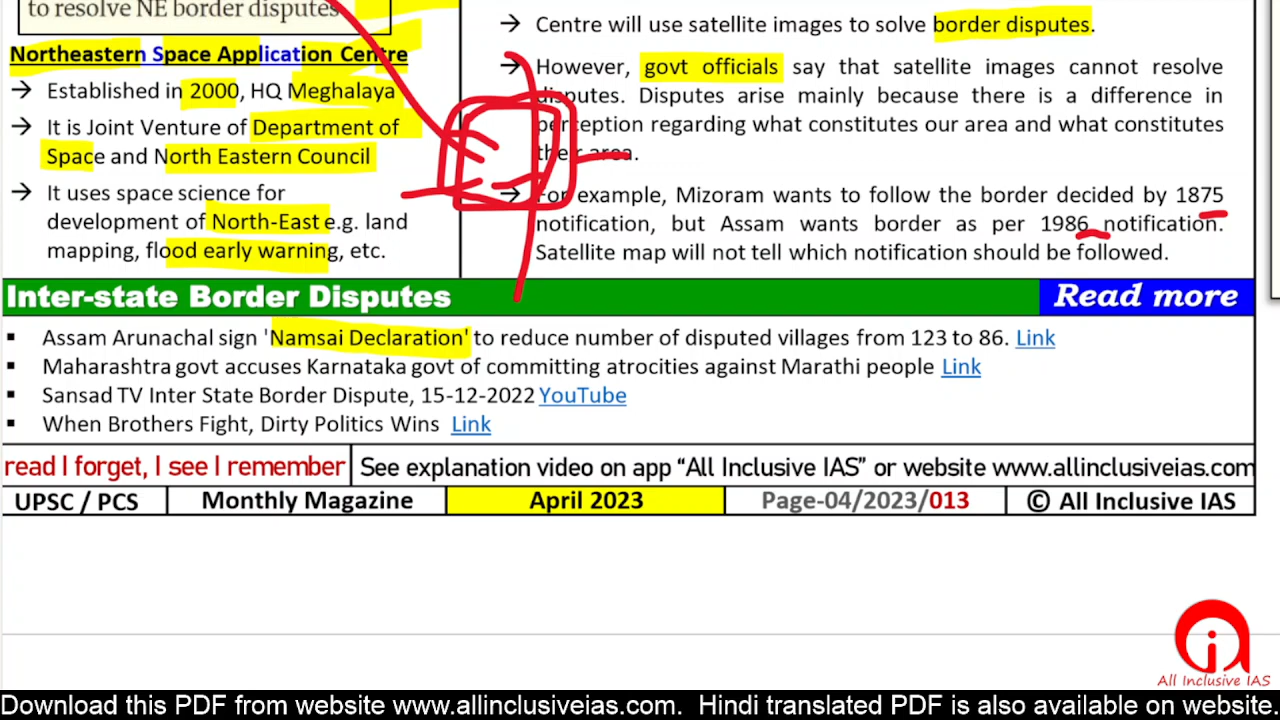 to resolve NE border disputes
Northeastern Space Application Centre
→ Established in 2000, HQ Meghalaya
→ It is Joint Venture of Department of
Space and North Eastern Council
→ It uses space science for
development of North-East e.g. land
mapping, flood early warning, etc.
→ Centre will use satellite images to solve border disputes.
→ However, govt officials say that satellite images cannot resolve
disputes. Disputes arise mainly because there is a difference in
perception regarding what constitutes our area and what constitutes
their area.
→ For example, Mizoram wants to follow the border decided by 1875
notification, but Assam wants border as per 1986 notification.
Satellite map will not tell which notification should be followed.
Inter-state Border Disputes Read more
▪ Assam Arunachal sign 'Namsai Declaration' to reduce number of disputed villages from 123 to 86. Link
▪ Maharashtra govt accuses Karnataka govt of committing atrocities against Marathi people Link
▪ Sansad TV Inter State Border Dispute, 15-12-2022 YouTube
▪ When Brothers Fight, Dirty Politics Wins Link
read I forget, I see I remember See explanation video on app “All Inclusive IAS” or website www.allinclusiveias.com
UPSC / PCS Monthly Magazine April 2023 Page-04/2023/013 © All Inclusive IAS
All Inclusive IAS
Download this PDF from website www.allinclusiveias.com. Hindi translated PDF is also available on website.